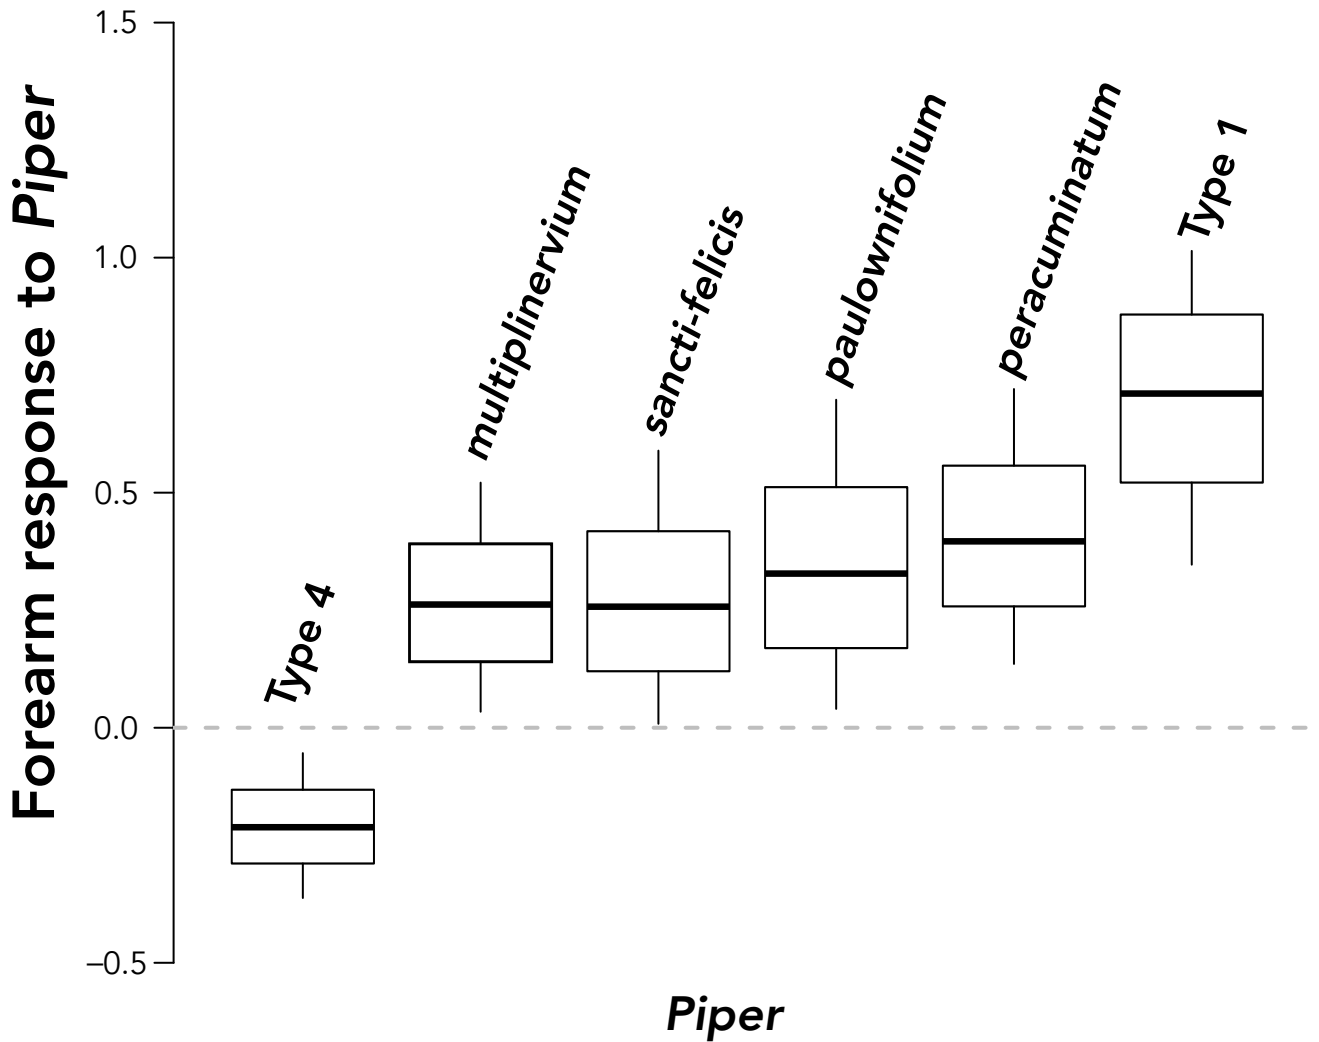 Forearm response to Piper
1.5
1.0
0.5
0.0
–0.5
Type 4
multiplinervium
sancti-felicis
paulownifolium
peracuminatum
Type 1
Piper